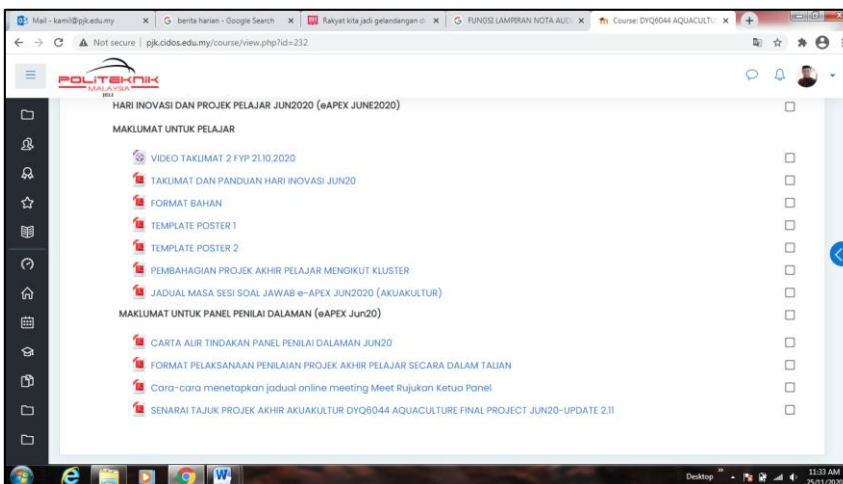 Mail - kamil@pjk.edu.my
berita harian - Google Search
Rakyat kita jadi gelandangan di
FUNGSI LAMPIRAN NOTA AUDI
Course: DYQ6044 AQUACULTU
Not secure | pjk.cidos.edu.my/course/view.php?id=232
POLITEKNIK
MALAYSIA
HARI INOVASI DAN PROJEK PELAJAR JUN2020 (eAPEX JUNE2020)
MAKLUMAT UNTUK PELAJAR
VIDEO TAKLIMAT 2 FYP 21.10.2020
TAKLIMAT DAN PANDUAN HARI INOVASI JUN20
FORMAT BAHAN
TEMPLATE POSTER 1
TEMPLATE POSTER 2
PEMBAHAGIAN PROJEK AKHIR PELAJAR MENGIKUT KLUSTER
JADUAL MASA SESI SOAL JAWAB e-APEX JUN2020 (AKUAKULTUR)
MAKLUMAT UNTUK PANEL PENILAI DALAMAN (eAPEX Jun20)
CARTA ALIR TINDAKAN PANEL PENILAI DALAMAN JUN20
FORMAT PELAKSANAAN PENILAIAN PROJEK AKHIR PELAJAR SECARA DALAM TALIAN
Cara-cara menetapkan jadual online meeting Meet Rujukan Ketua Panel
SENARAI TAJUK PROJEK AKHIR AKUAKULTUR DYQ6044 AQUACULTURE FINAL PROJECT JUN20-UPDATE 2.11
Desktop
11:33 AM
25/11/2020